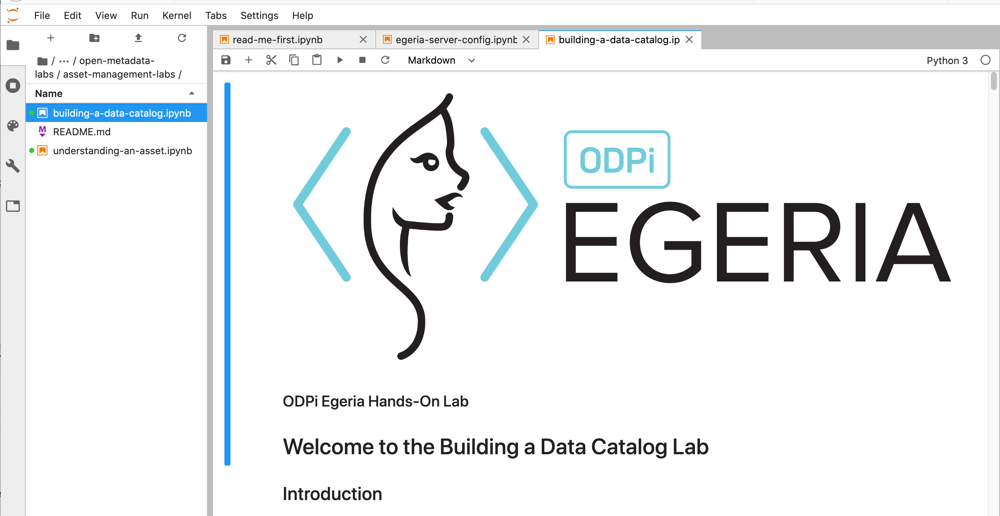 File Edit View Run Kernel Tabs Settings Help
/ ··· / open-metadata-
labs / asset-management-labs /
Name
building-a-data-catalog.ipynb
README.md
understanding-an-asset.ipynb
read-me-first.ipynb
egeria-server-config.ipynb
building-a-data-catalog.ip
Markdown
Python 3
ODPi
EGERIA
ODPi Egeria Hands-On Lab
Welcome to the Building a Data Catalog Lab
Introduction